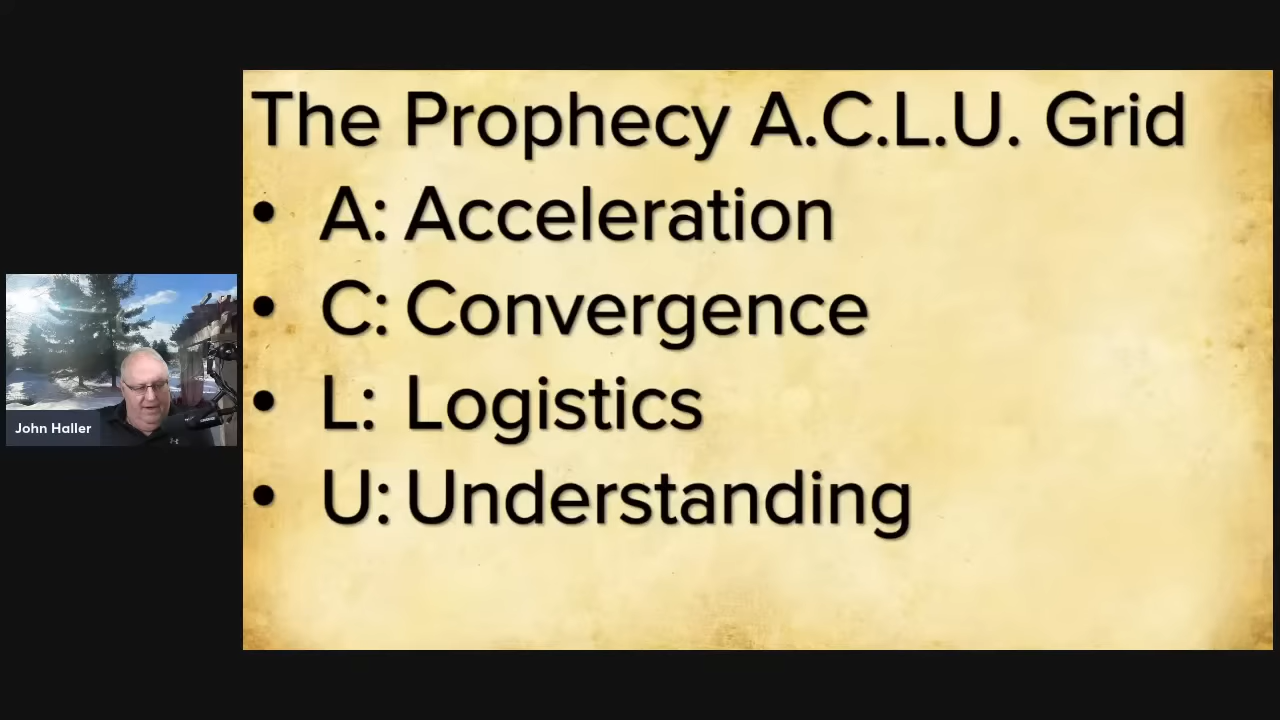 The Prophecy A.C.L.U. Grid
• A: Acceleration
• C: Convergence
• L: Logistics
• U: Understanding
John Haller